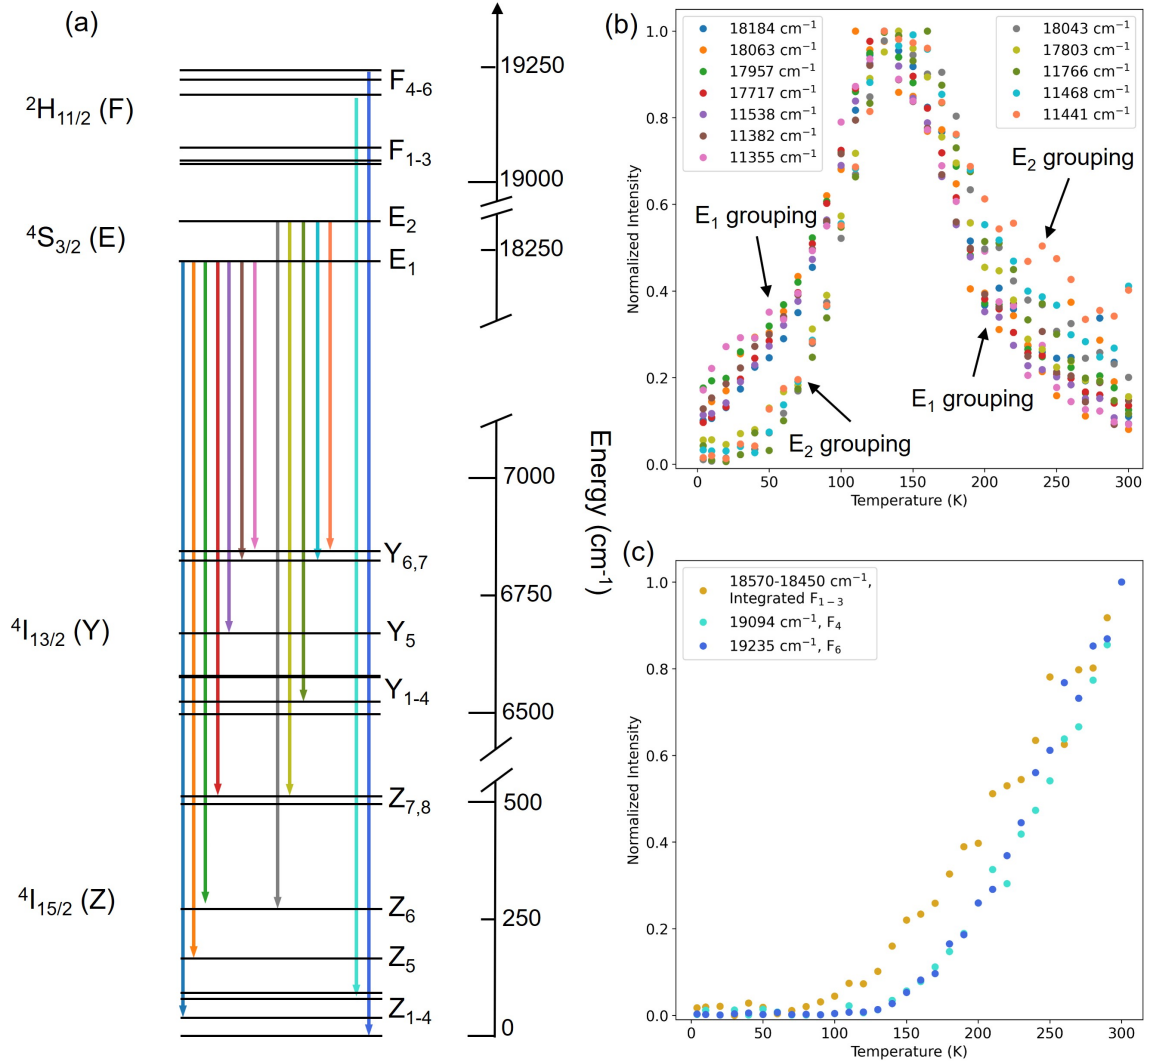 (a)
19250
F₄₋₆
²H₁₁/₂ (F)
F₁₋₃
19000
E₂
⁴S₃/₂ (E)
18250
E₁
7000
Energy (cm⁻¹)
Y₆,₇
6750
⁴I₁₃/₂ (Y)
Y₅
Y₁₋₄
6500
Z₇,₈
500
⁴I₁₅/₂ (Z)
Z₆
250
Z₅
Z₁₋₄
0
(b)
1.0
0.8
0.6
0.4
0.2
0.0
Normalized Intensity
18184 cm⁻¹
18063 cm⁻¹
17957 cm⁻¹
17717 cm⁻¹
11538 cm⁻¹
11382 cm⁻¹
11355 cm⁻¹
18043 cm⁻¹
17803 cm⁻¹
11766 cm⁻¹
11468 cm⁻¹
11441 cm⁻¹
E₂ grouping
E₁ grouping
E₁ grouping
E₂ grouping
0 50 100 150 200 250 300
Temperature (K)
(c)
1.0
0.8
0.6
0.4
0.2
0.0
Normalized Intensity
18570-18450 cm⁻¹,
Integrated F₁₋₃
19094 cm⁻¹, F₄
19235 cm⁻¹, F₆
0 50 100 150 200 250 300
Temperature (K)